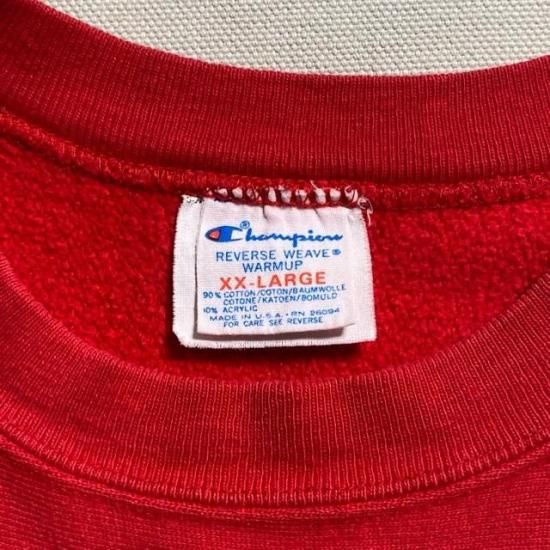 Champion
REVERSE WEAVE®
WARMUP
XX-LARGE
90% COTTON/COTON/BAUMWOLLE
COTONE/KATOEN/BOMULD
10% ACRYLIC
MADE IN U.S.A. • RN 26094
FOR CARE SEE REVERSE